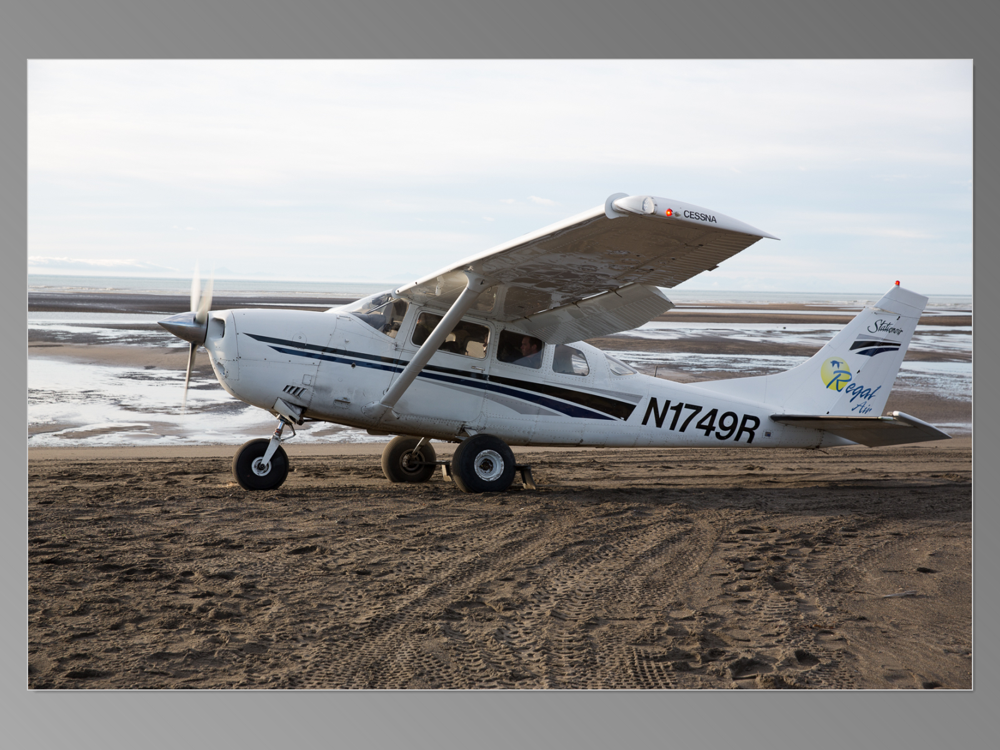 CESSNA
Stationair
Regal
Air
N1749R